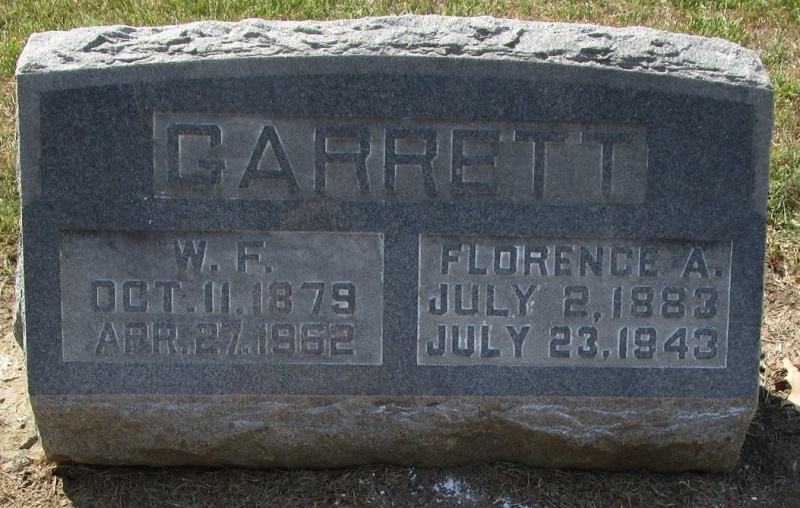 GARRETT
W. F.
OCT. 11, 1879
APR. 27, 1962
FLORENCE A.
JULY 2, 1883
JULY 23, 1943